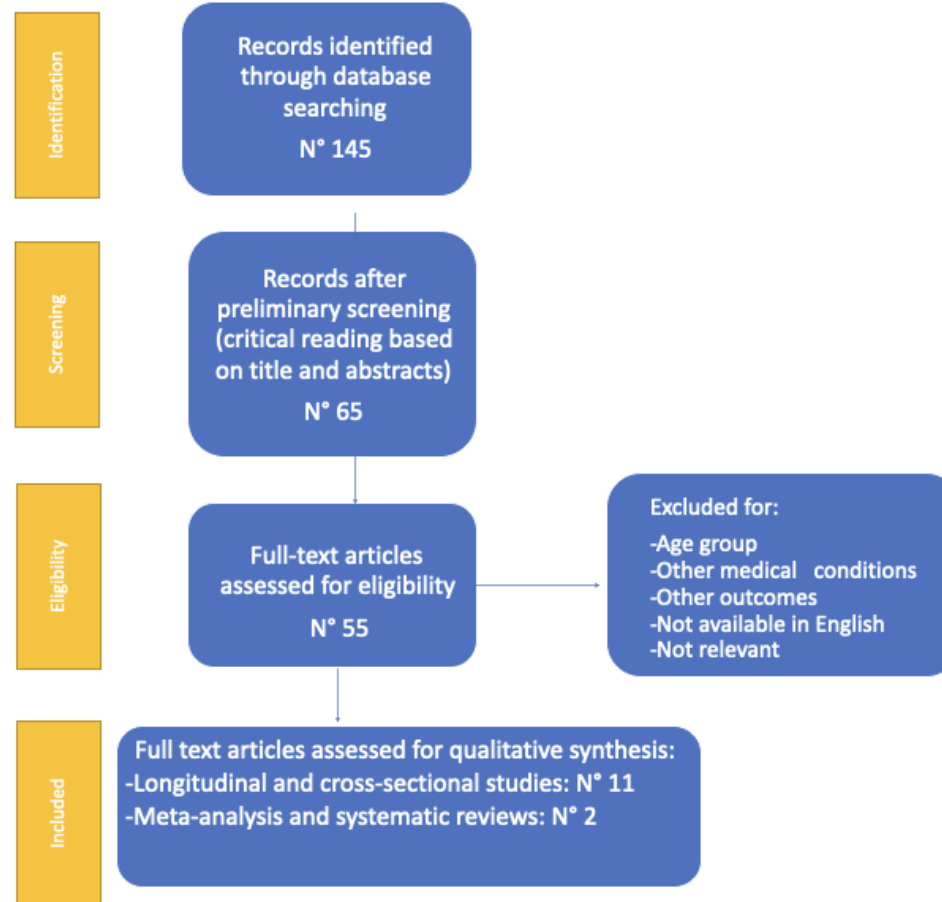 Identification
Records identified
through database
searching
N° 145
Screening
Records after
preliminary screening
(critical reading based
on title and abstracts)
N° 65
Eligibility
Full-text articles
assessed for eligibility
N° 55
Excluded for:
-Age group
-Other medical conditions
-Other outcomes
-Not available in English
-Not relevant
Included
Full text articles assessed for qualitative synthesis:
-Longitudinal and cross-sectional studies: N° 11
-Meta-analysis and systematic reviews: N° 2